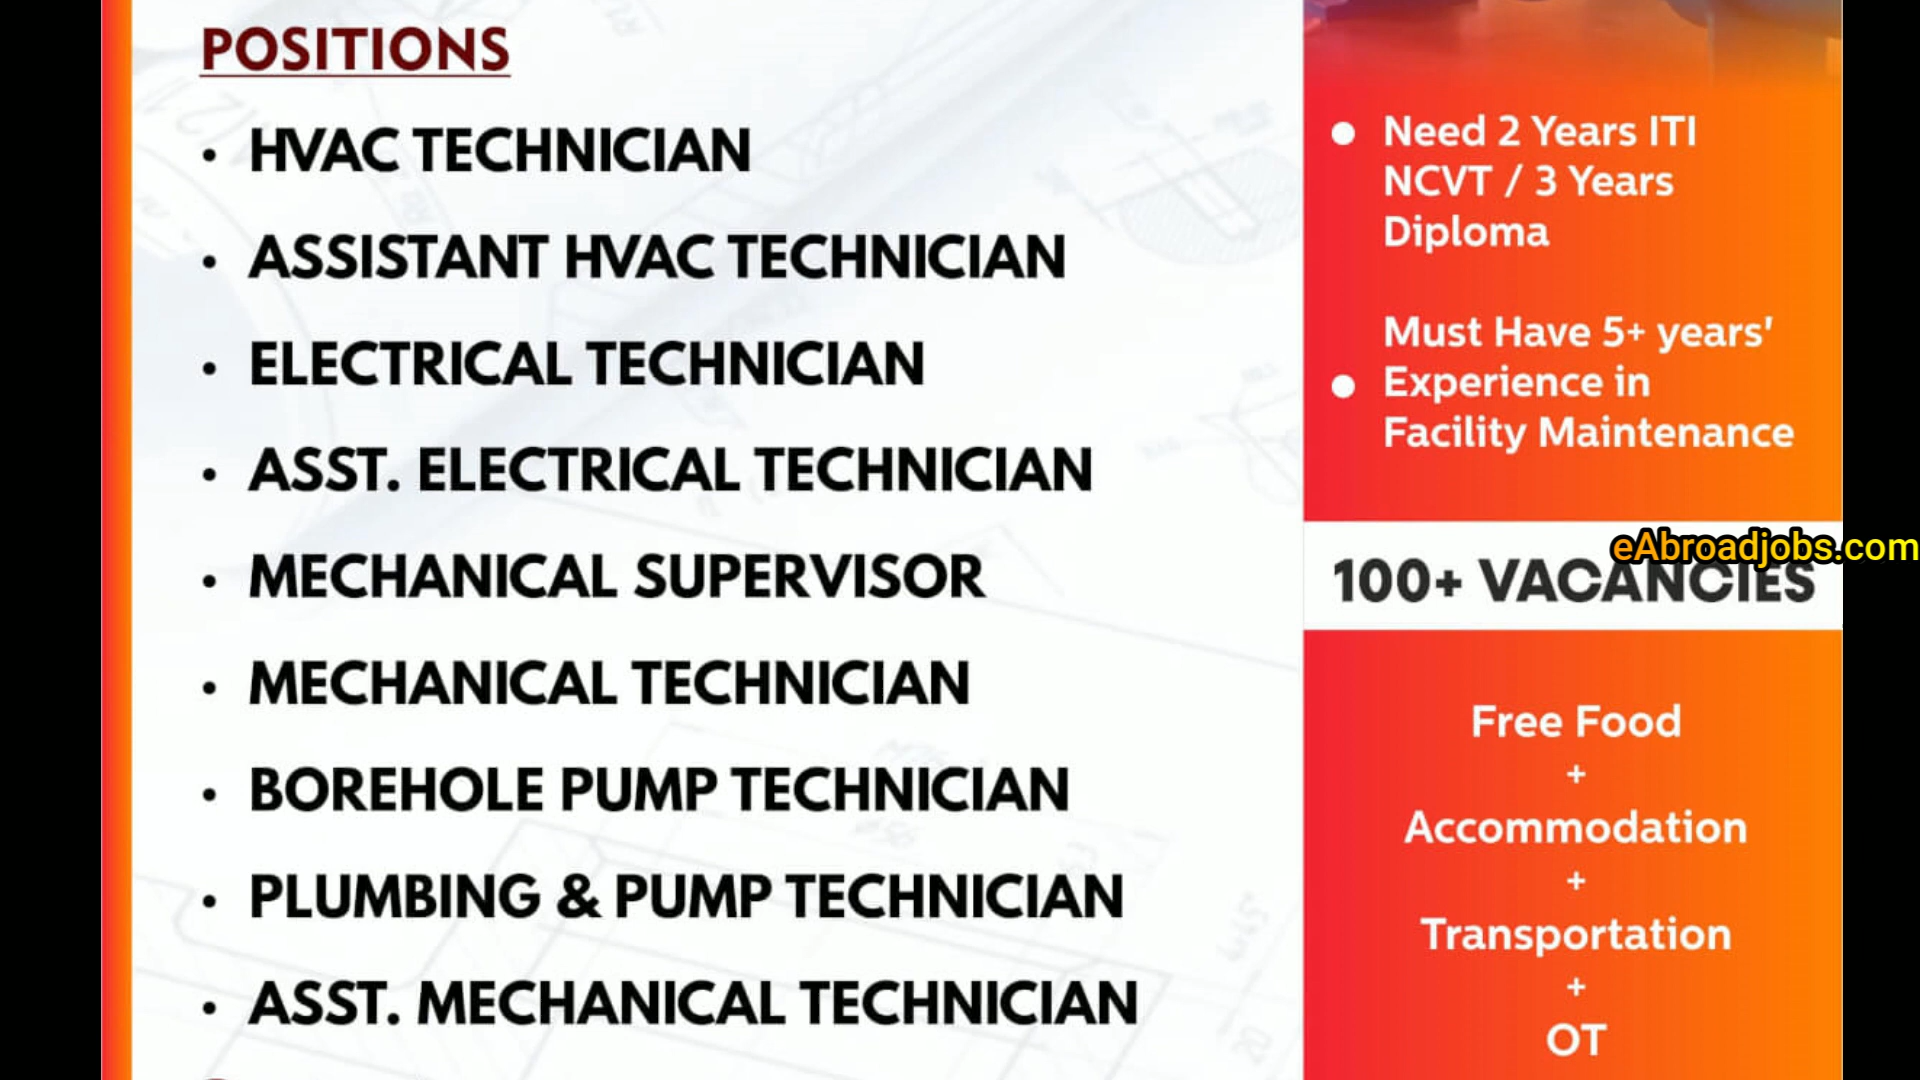 POSITIONS
• HVAC TECHNICIAN
• ASSISTANT HVAC TECHNICIAN
• ELECTRICAL TECHNICIAN
• ASST. ELECTRICAL TECHNICIAN
• MECHANICAL SUPERVISOR
• MECHANICAL TECHNICIAN
• BOREHOLE PUMP TECHNICIAN
• PLUMBING & PUMP TECHNICIAN
• ASST. MECHANICAL TECHNICIAN
• Need 2 Years ITI
NCVT / 3 Years
Diploma
Must Have 5+ years'
• Experience in
Facility Maintenance
eAbroadjobs.com
100+ VACANCIES
Free Food
+
Accommodation
+
Transportation
+
OT